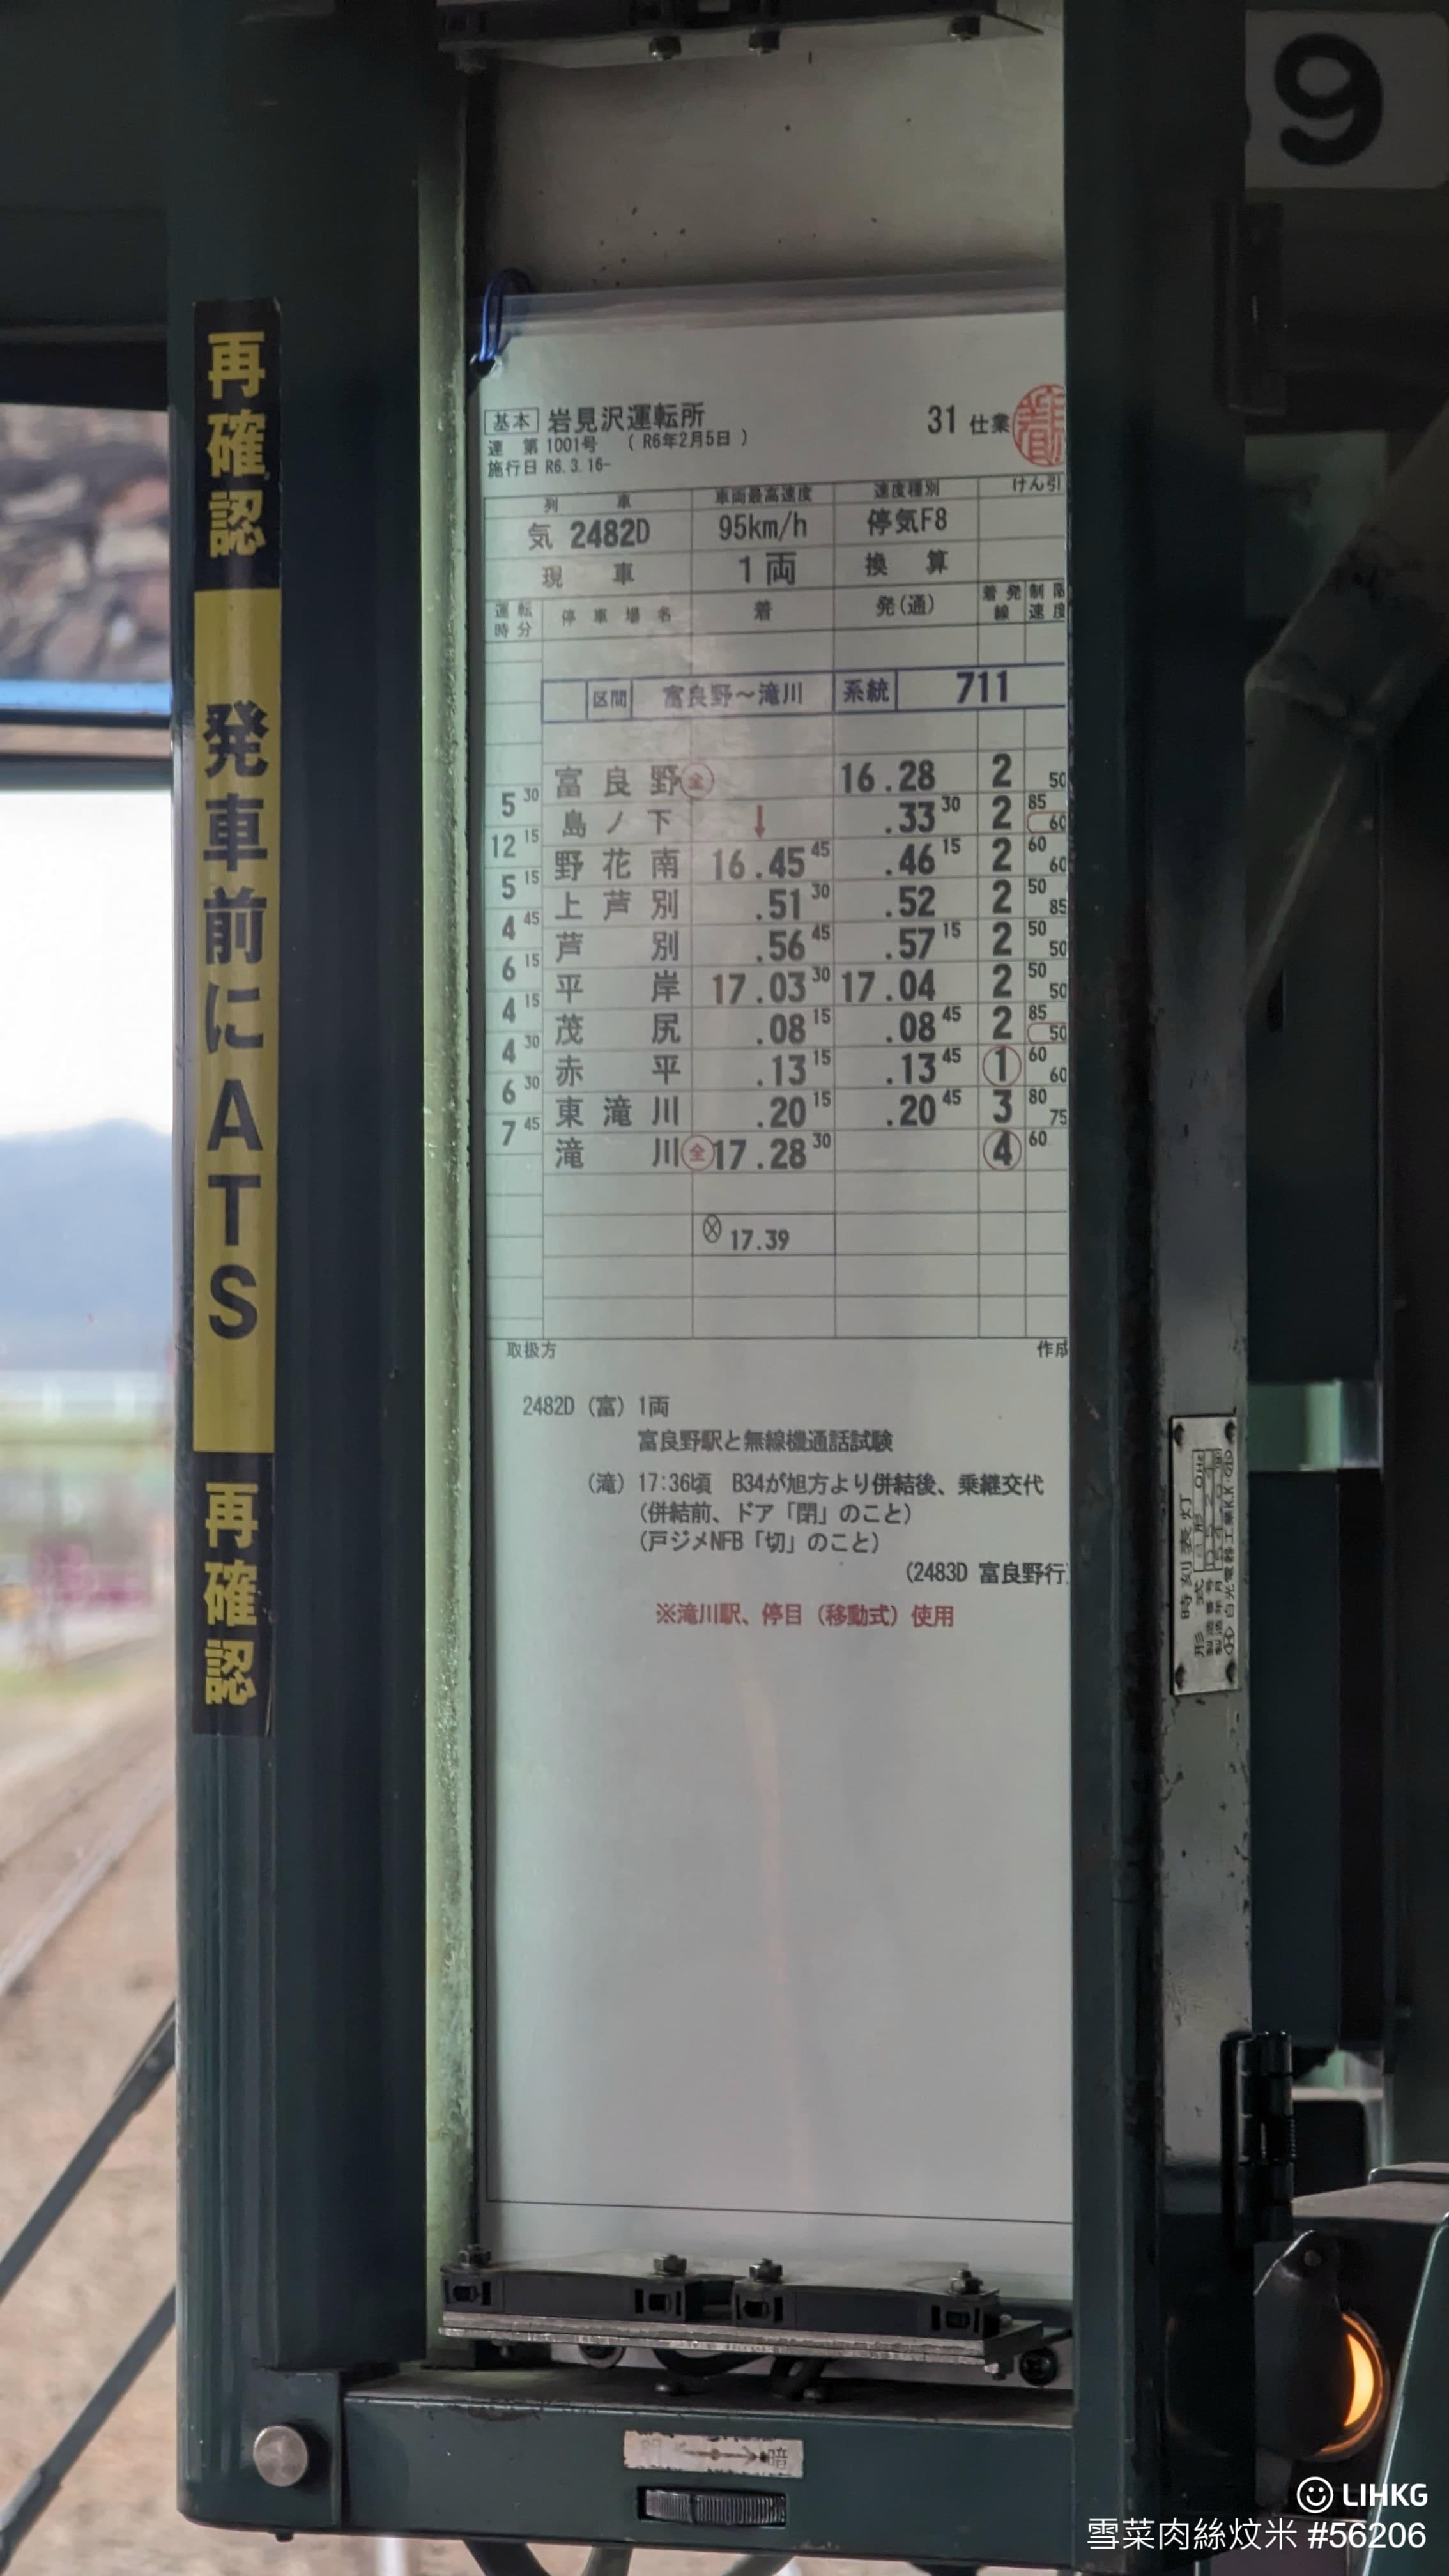 9
再確認
発車前にATS
再確認
基本 岩見沢運転所 31 仕業
達 第1001号 (R6年2月5日)
施行日 R6.3.16-
列車 車両最高速度 速度種別 けん引
気 2482D 95km/h 停気F8
現車 1両 換算
運転時分 停車場名 着 発(通) 着発線 制限速度
区間 富良野～滝川 系統 711
富良野 全 16.28 2 50
5 30
島ノ下 ↓ .33 30 2 85 60
12 15
野花南 16.45 45 .46 15 2 60 60
5 15
上芦別 .51 30 .52 2 50 85
4 45
芦別 .56 45 .57 15 2 50 50
6 15
平岸 17.03 30 17.04 2 50 50
4 15
茂尻 .08 15 .08 45 2 85 50
4 30
赤平 .13 15 .13 45 1 60 60
6 30
東滝川 .20 15 .20 45 3 80 75
7 45
滝川 全 17.28 30 4 60
⊗ 17.39
取扱方 作成
2482D (富) 1両
富良野駅と無線機通話試験
(滝) 17:36頃 B34が旭方より併結後、乗継交代
(併結前、ドア「閉」のこと)
(戸ジメNFB「切」のこと)
(2483D 富良野行
※滝川駅、停目(移動式)使用
時刻表灯
暗
LIHKG
雪菜肉絲炆米 #56206